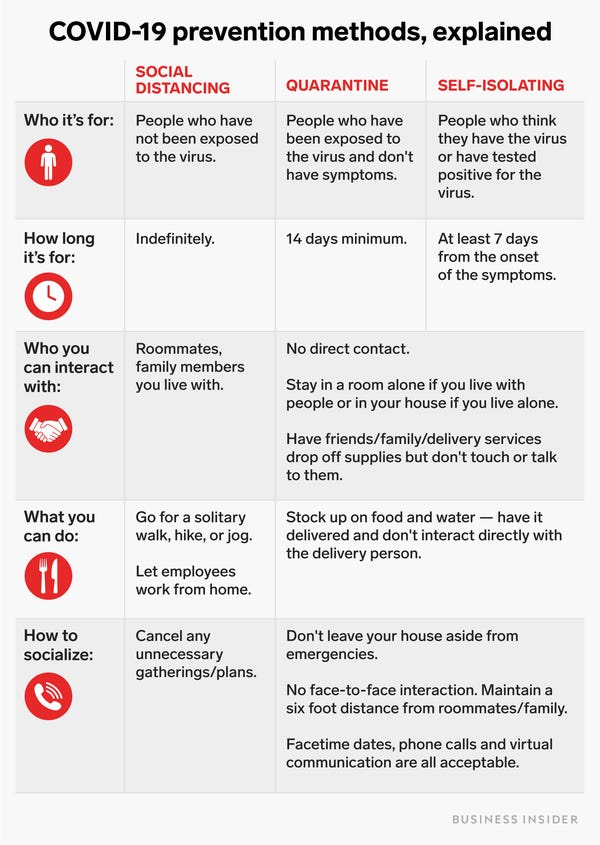 COVID-19 prevention methods, explained
SOCIAL
DISTANCING
QUARANTINE
SELF-ISOLATING
Who it's for:
People who have
not been exposed
to the virus.
People who have
been exposed to
the virus and don't
have symptoms.
People who think
they have the virus
or have tested
positive for the
virus.
How long
it's for:
Indefinitely.
14 days minimum.
At least 7 days
from the onset
of the symptoms.
Who you
can interact
with:
Roommates,
family members
you live with.
No direct contact.
Stay in a room alone if you live with
people or in your house if you live alone.
Have friends/family/delivery services
drop off supplies but don't touch or talk
to them.
What you
can do:
Go for a solitary
walk, hike, or jog.
Let employees
work from home.
Stock up on food and water — have it
delivered and don't interact directly with
the delivery person.
How to
socialize:
Cancel any
unnecessary
gatherings/plans.
Don't leave your house aside from
emergencies.
No face-to-face interaction. Maintain a
six foot distance from roommates/family.
Facetime dates, phone calls and virtual
communication are all acceptable.
BUSINESS INSIDER